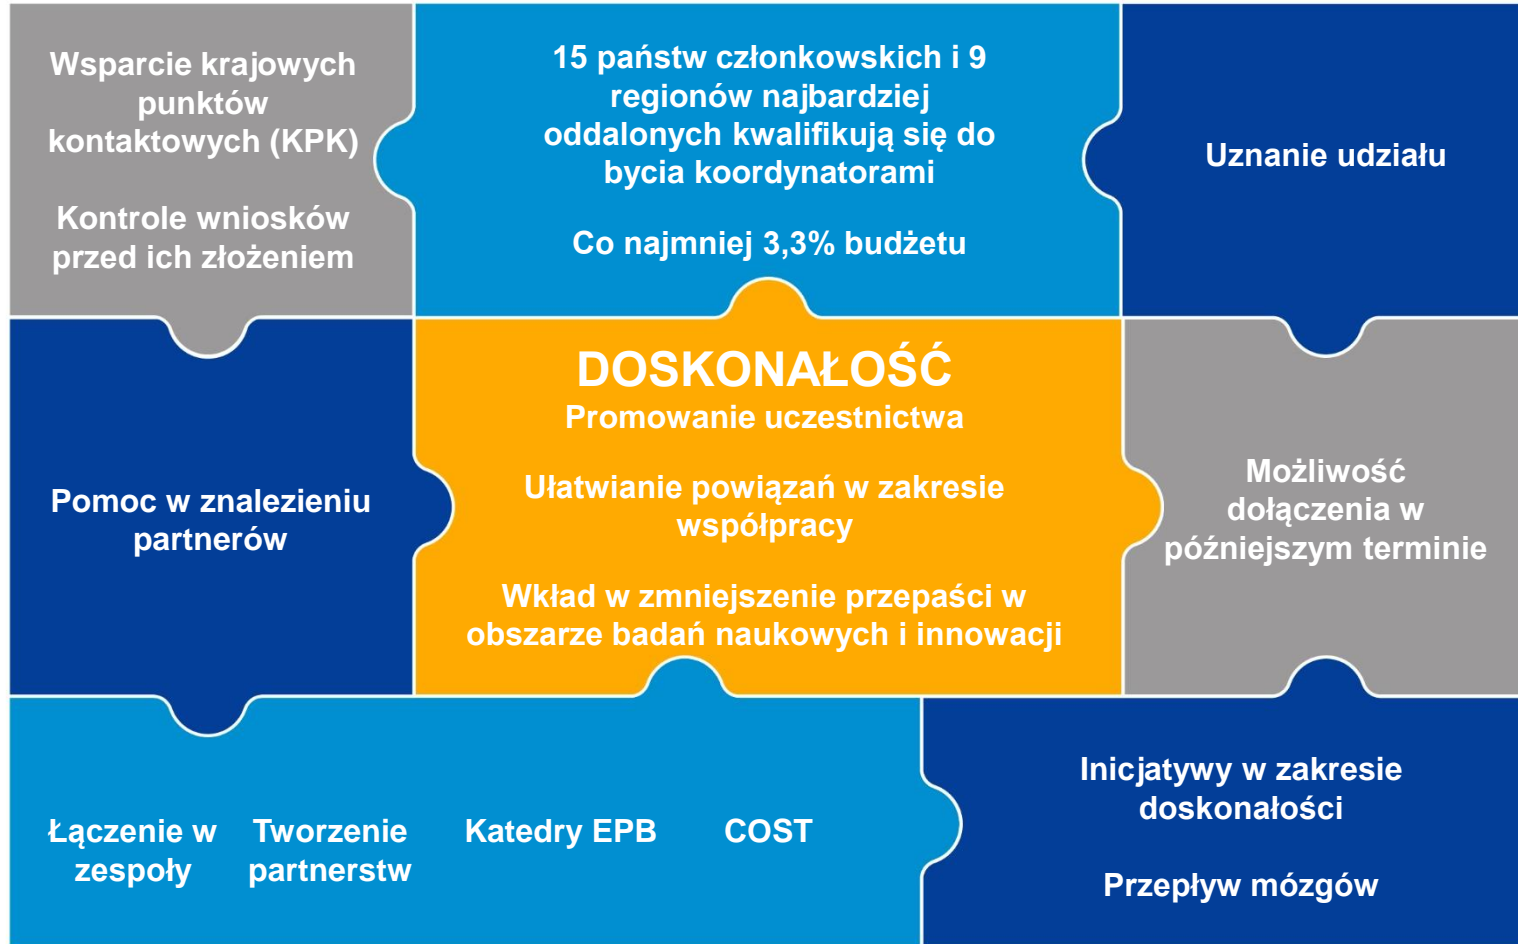 Wsparcie krajowych
punktów
kontaktowych (KPK)
Kontrole wniosków
przed ich złożeniem
15 państw członkowskich i 9
regionów najbardziej
oddalonych kwalifikują się do
bycia koordynatorami
Co najmniej 3,3% budżetu
Uznanie udziału
Pomoc w znalezieniu
partnerów
DOSKONAŁOŚĆ
Promowanie uczestnictwa
Ułatwianie powiązań w zakresie
współpracy
Wkład w zmniejszenie przepaści w
obszarze badań naukowych i innowacji
Możliwość
dołączenia w
późniejszym terminie
Łączenie w
zespoły
Tworzenie
partnerstw
Katedry EPB
COST
Inicjatywy w zakresie
doskonałości
Przepływ mózgów